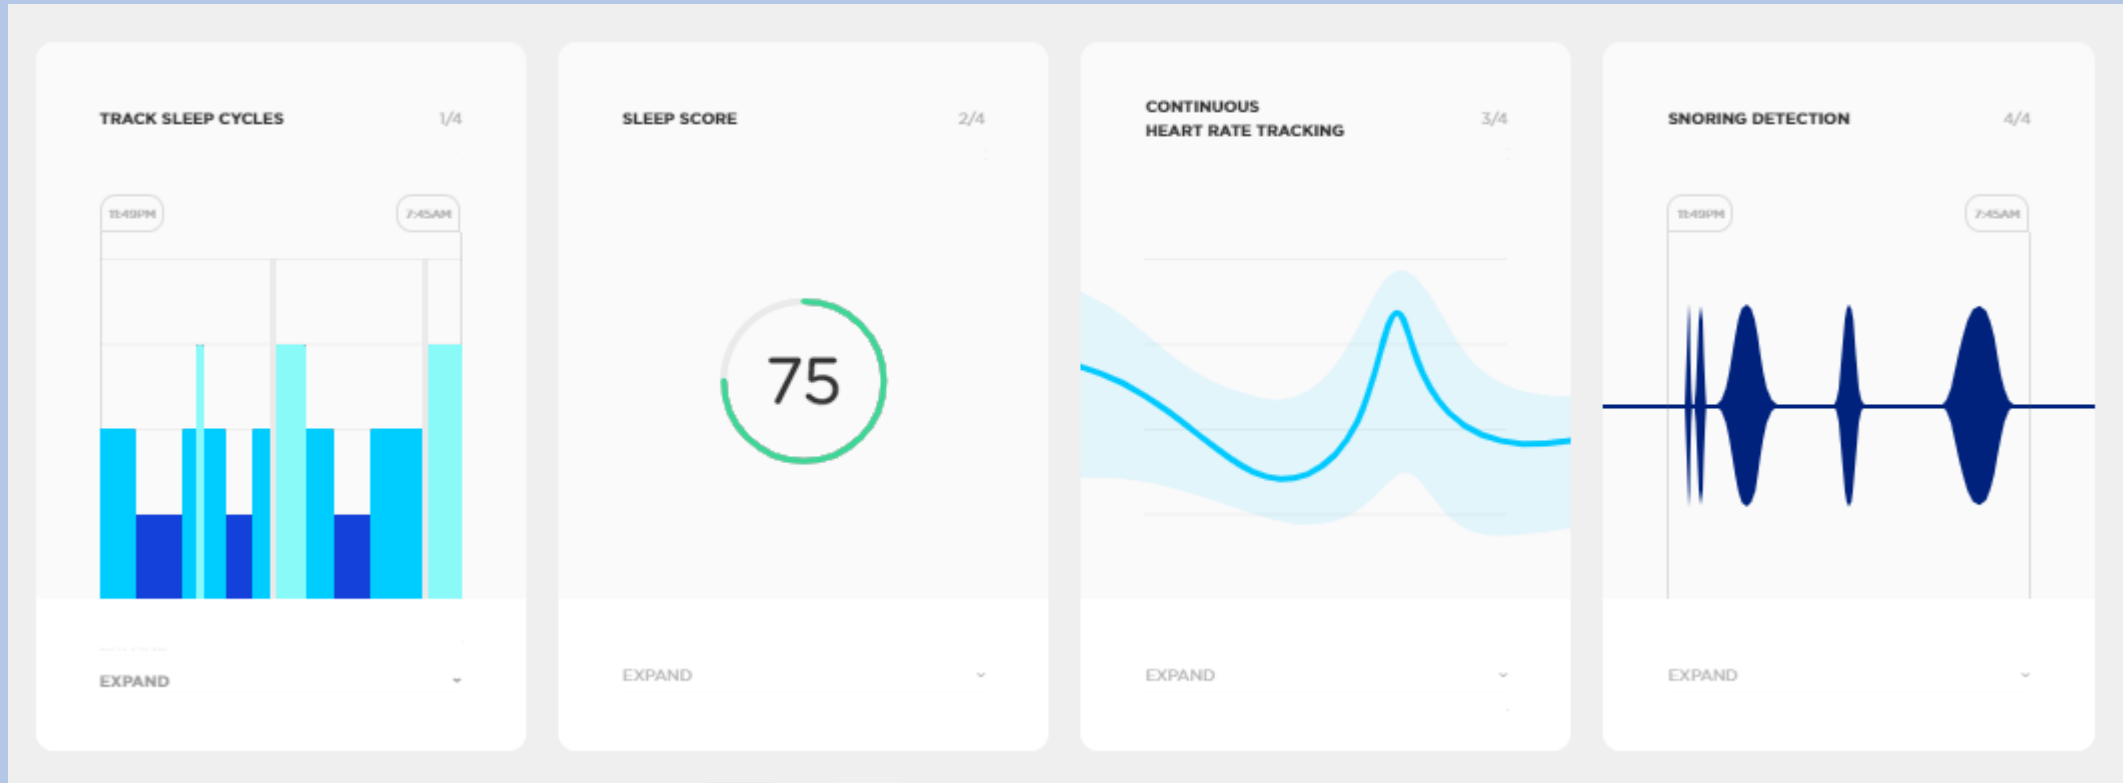 TRACK SLEEP CYCLES
1/4
11:49PM
7:45AM
EXPAND
SLEEP SCORE
2/4
75
EXPAND
CONTINUOUS
HEART RATE TRACKING
3/4
EXPAND
SNORING DETECTION
4/4
11:49PM
7:45AM
EXPAND